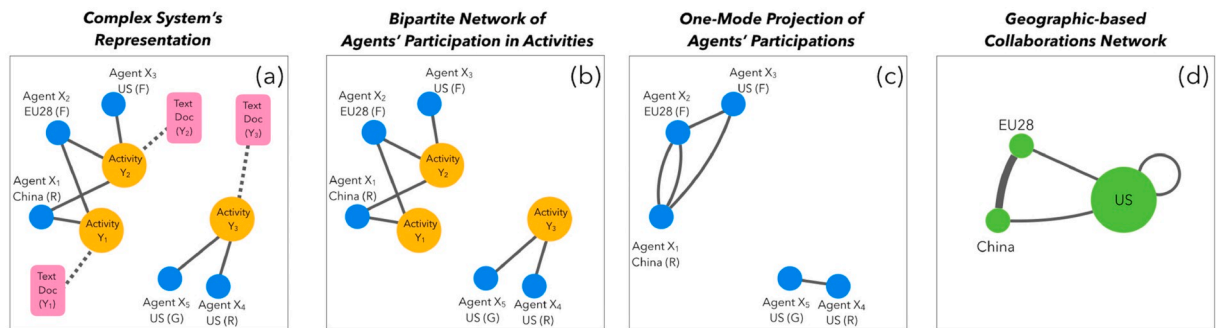 Complex System's
Representation
(a)
Agent X₃
US (F)
Agent X₂
EU28 (F)
Text
Doc
(Y₂)
Text
Doc
(Y₃)
Activity
Y₂
Agent X₁
China (R)
Activity
Y₁
Activity
Y₃
Text
Doc
(Y₁)
Agent X₅
US (G)
Agent X₄
US (R)
Bipartite Network of
Agents' Participation in Activities
(b)
Agent X₃
US (F)
Agent X₂
EU28 (F)
Activity
Y₂
Agent X₁
China (R)
Activity
Y₁
Activity
Y₃
Agent X₅
US (G)
Agent X₄
US (R)
One-Mode Projection of
Agents' Participations
(c)
Agent X₃
US (F)
Agent X₂
EU28 (F)
Agent X₁
China (R)
Agent X₅
US (G)
Agent X₄
US (R)
Geographic-based
Collaborations Network
(d)
EU28
US
China